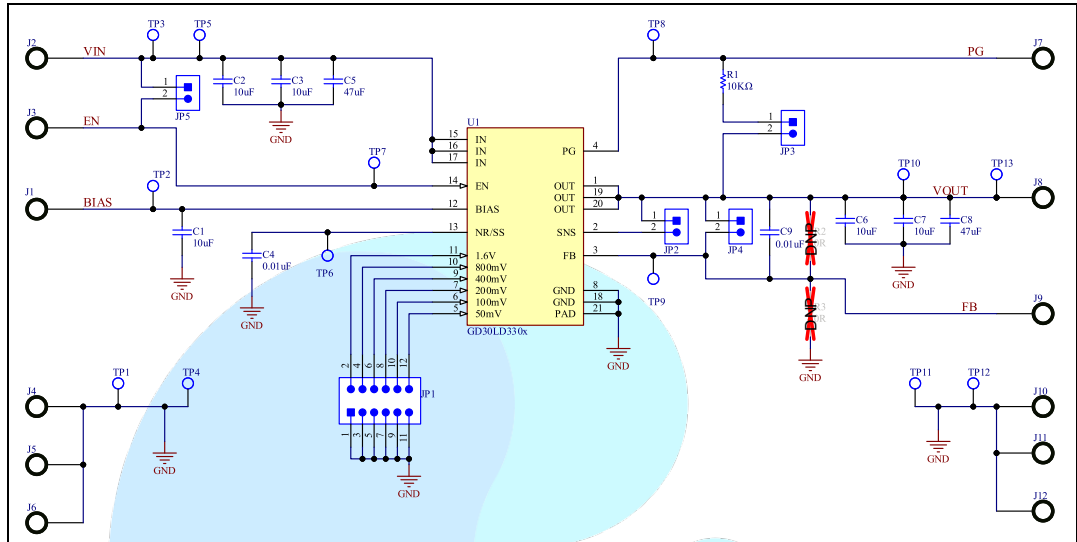 TP3
TP5
TP8
J2
VIN
PG
J7
1
2
JP5
C2
10uF
C3
10uF
C5
47uF
R1
10KΩ
J3
EN
GND
U1
1
2
JP3
15
IN
16
IN
17
IN
PG
4
TP7
TP2
14
EN
OUT
1
OUT
19
OUT
20
TP10
TP13
J1
BIAS
12
BIAS
VOUT
J8
C1
10uF
13
NR/SS
SNS
2
1
2
JP2
1
2
JP4
C9
0.01uF
DNP
C6
10uF
C7
10uF
C8
47uF
C4
0.01uF
TP6
11
1.6V
10
800mV
9
400mV
7
200mV
6
100mV
5
50mV
FB
3
TP9
GND
8
GND
18
PAD
21
GND
GND
GND
GD30LD330x
DNP
FB
J9
GND
GND
2
4
6
8
10
12
JP1
1
3
5
7
9
11
GND
TP1
TP4
J4
GND
J5
J6
TP11
TP12
J10
GND
J11
J12